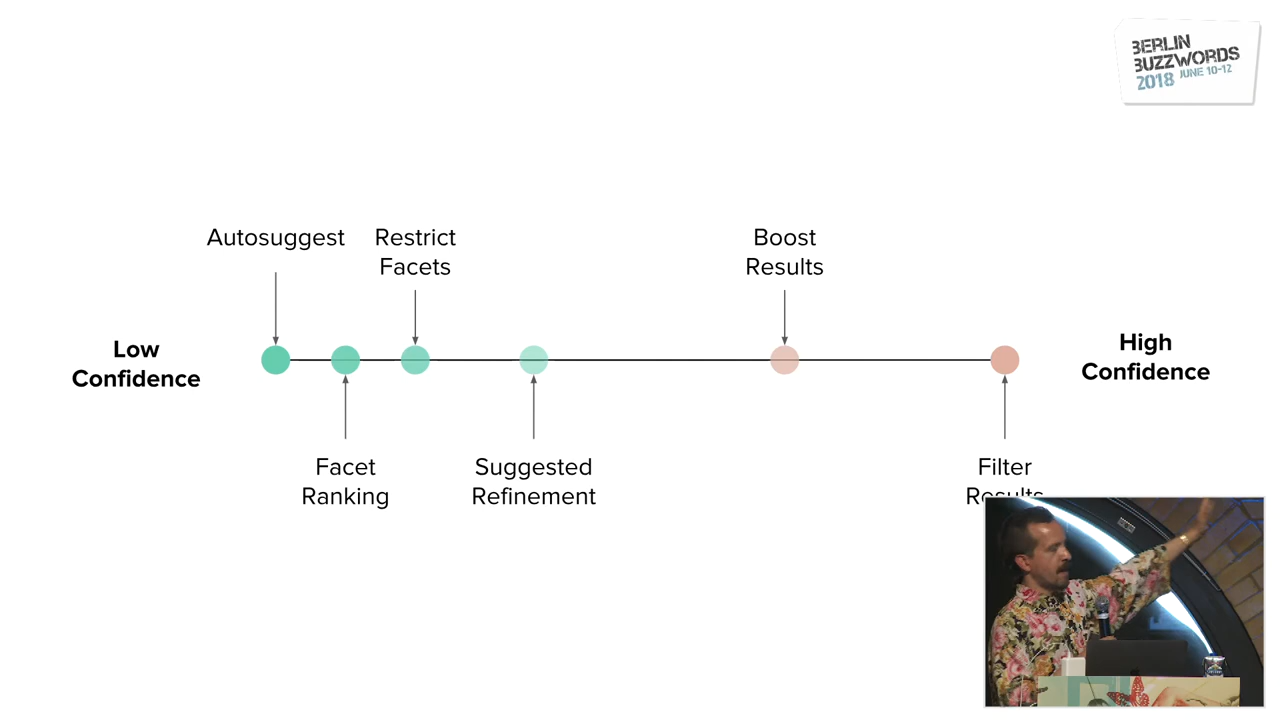 BERLIN
BUZZWORDS
2018 JUNE 10-12
Autosuggest
Restrict
Facets
Boost
Results
Low
Confidence
High
Confidence
Facet
Ranking
Suggested
Refinement
Filter
Results